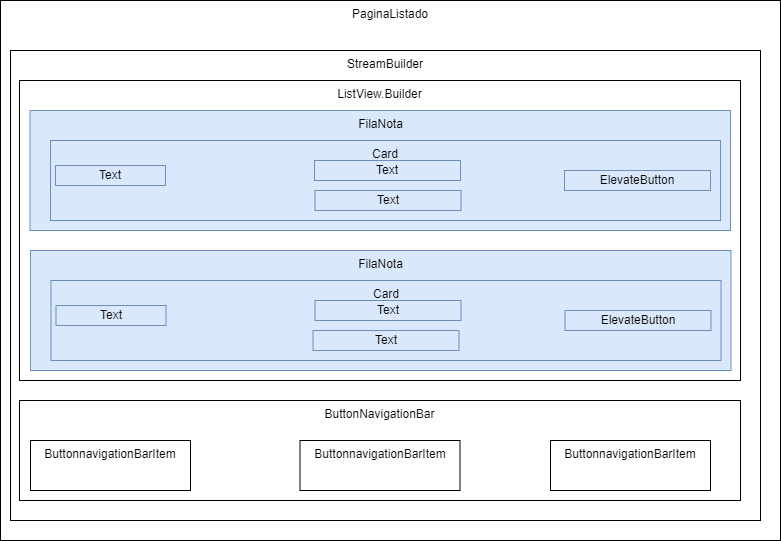 PaginaListado
StreamBuilder
ListView.Builder
FilaNota
Card
Text
Text
ElevateButton
Text
FilaNota
Card
Text
Text
ElevateButton
Text
ButtonNavigationBar
ButtonnavigationBarItem
ButtonnavigationBarItem
ButtonnavigationBarItem